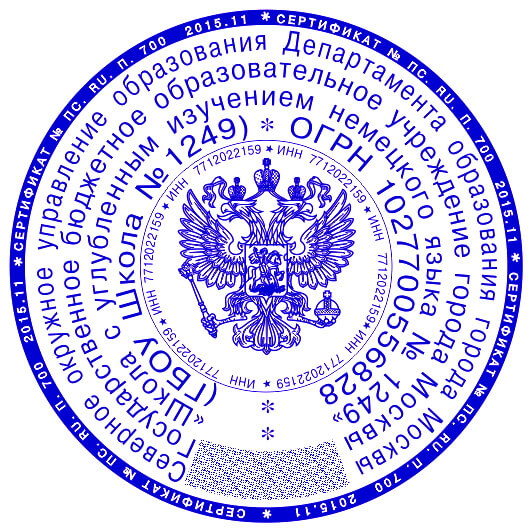 * СЕРТИФИКАТ № ПС. RU. П. 700 2015.11 * СЕРТИФИКАТ № ПС. RU. П. 700 2015.11 * СЕРТИФИКАТ № ПС. RU. П. 700 2015.11 * СЕРТИФИКАТ № ПС. RU. П. 700 2015.11
Северное окружное управление образования Департамента образования города Москвы
Государственное бюджетное образовательное учреждение города Москвы
«Школа с углубленным изучением немецкого языка № 1249»
(ГБОУ Школа № 1249) * ОГРН 1027700556828 * *
ИНН 7712022159 * ИНН 7712022159 * ИНН 7712022159 * ИНН 7712022159 * ИНН 7712022159 * ИНН 7712022159 *